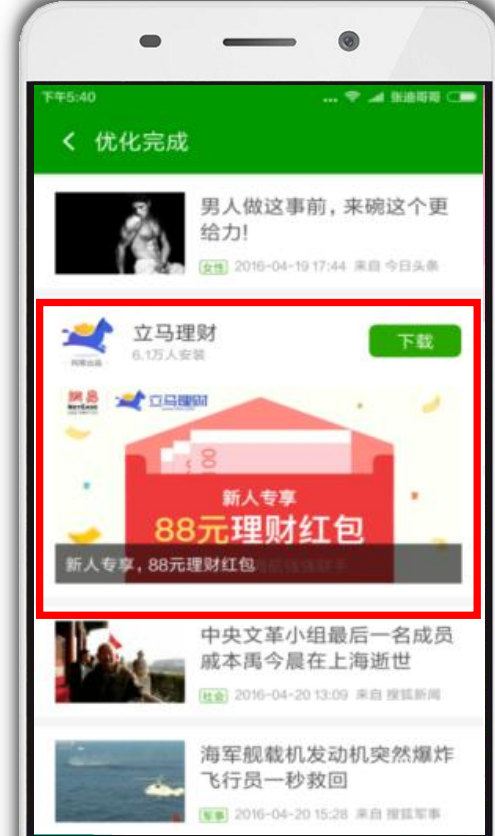 下午5:40
... 张迪哥哥
优化完成
男人做这事前，来碗这个更
给力!
女性 2016-04-19 17:44 来自 今日头条
立马理财
6.1万人安装
下载
網易
NetEase
立马理财
新人专享
88元理财红包
新人专享，88元理财红包
中央文革小组最后一名成员
戚本禹今晨在上海逝世
社会 2016-04-20 13:09 来自 搜狐新闻
海军舰载机发动机突然爆炸
飞行员一秒救回
军事 2016-04-20 15:28 来自 搜狐军事